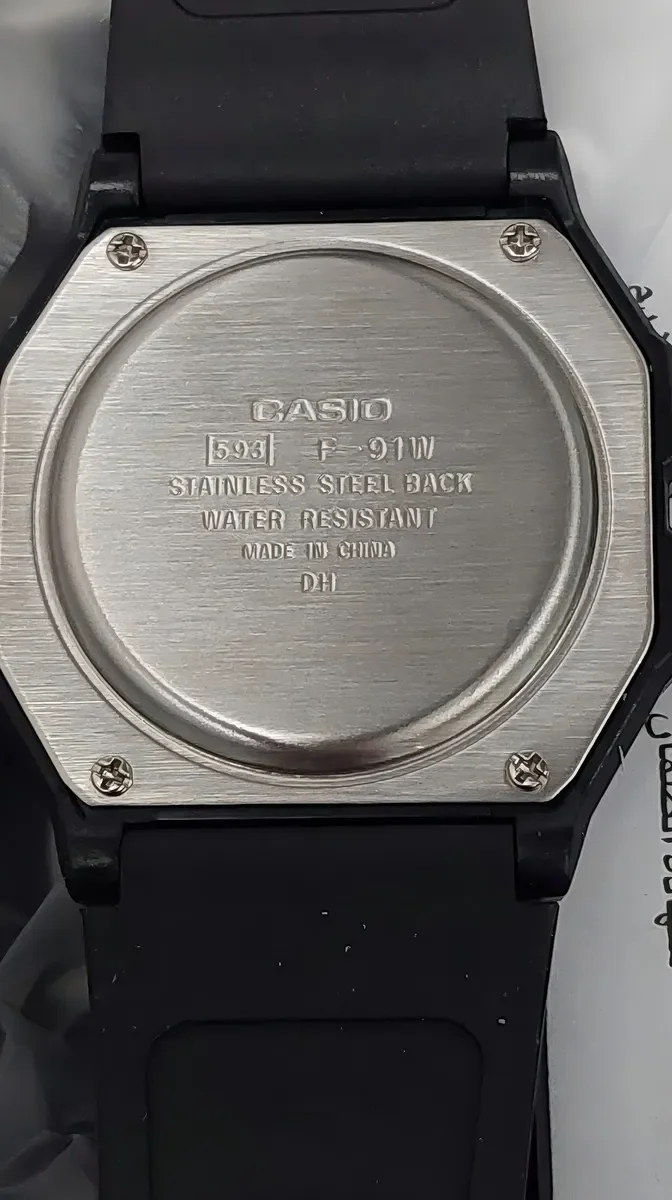 CASIO
593 F-91W
STAINLESS STEEL BACK
WATER RESISTANT
MADE IN CHINA
DH